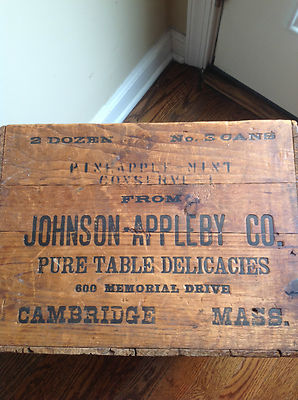 2 DOZEN No. 3 CANS
PINEAPPLE-MINT
CONSERVE
FROM
JOHNSON-APPLEBY CO.
PURE TABLE DELICACIES
600 MEMORIAL DRIVE
CAMBRIDGE MASS.